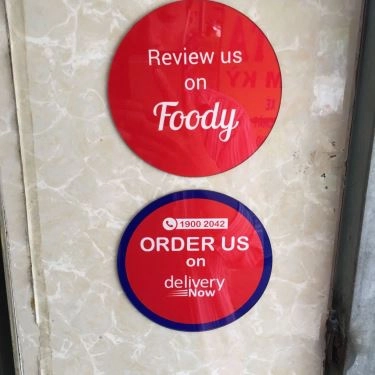 Review us
on
Foody
1900 2042
ORDER US
on
delivery
Now